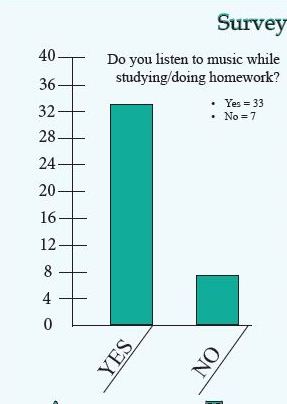 Survey
Do you listen to music while
studying/doing homework?
• Yes = 33
• No = 7
40
36
32
28
24
20
16
12
8
4
0
YES
NO